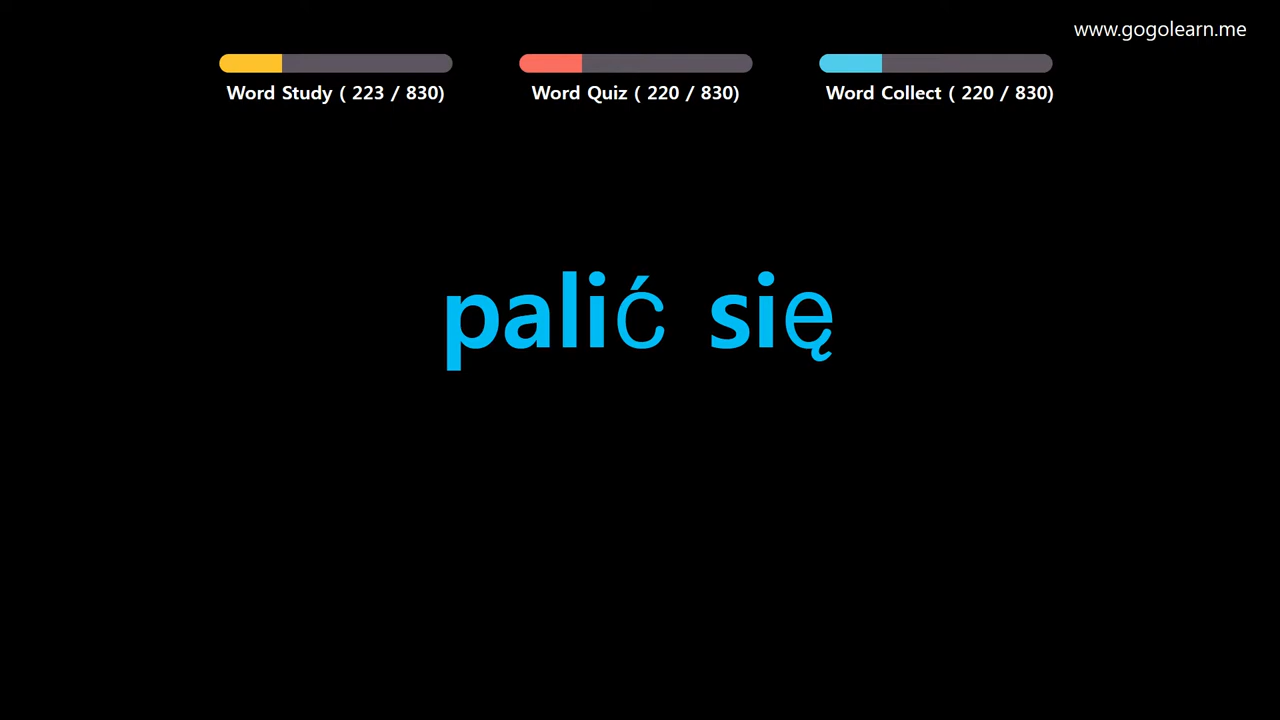 www.gogolearn.me
Word Study ( 223 / 830)
Word Quiz ( 220 / 830)
Word Collect ( 220 / 830)
palić się